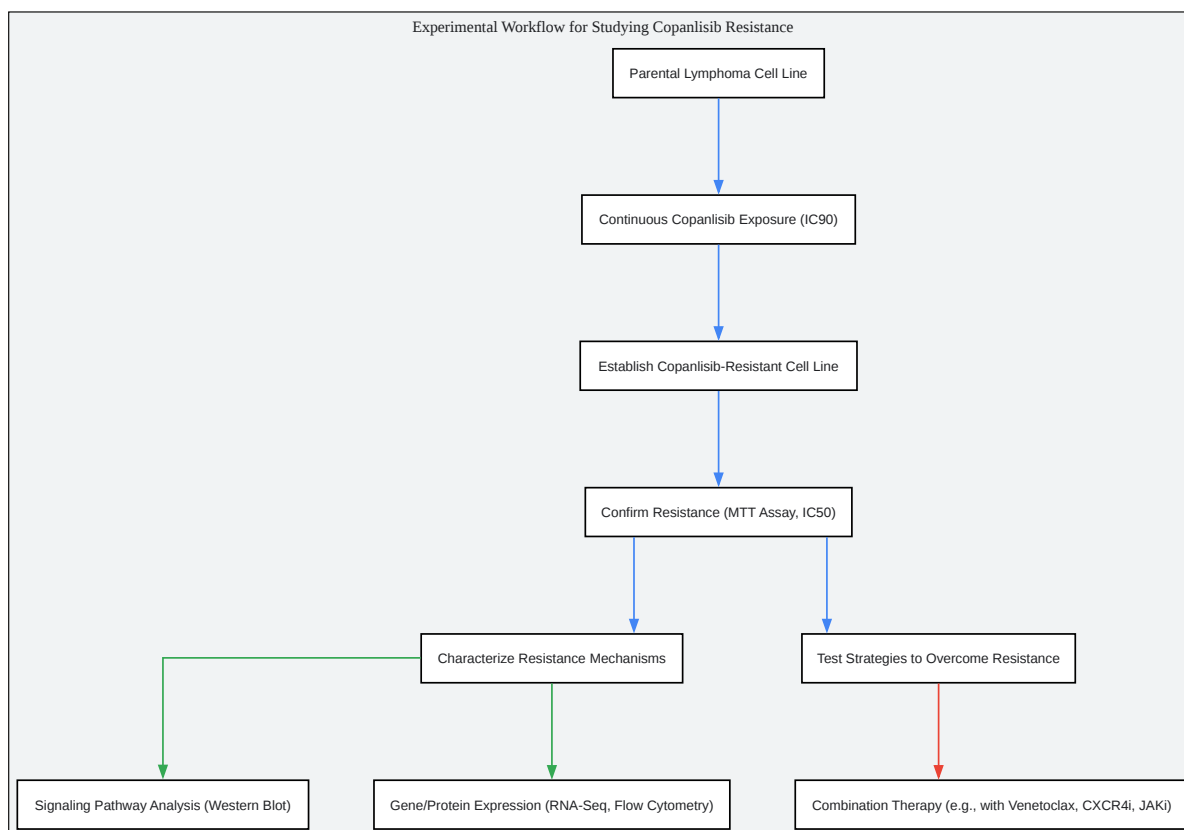 Experimental Workflow for Studying Copanlisib Resistance
Parental Lymphoma Cell Line
Continuous Copanlisib Exposure (IC90)
Establish Copanlisib-Resistant Cell Line
Confirm Resistance (MTT Assay, IC50)
Characterize Resistance Mechanisms
Test Strategies to Overcome Resistance
Signaling Pathway Analysis (Western Blot)
Gene/Protein Expression (RNA-Seq, Flow Cytometry)
Combination Therapy (e.g., with Venetoclax, CXCR4i, JAKi)